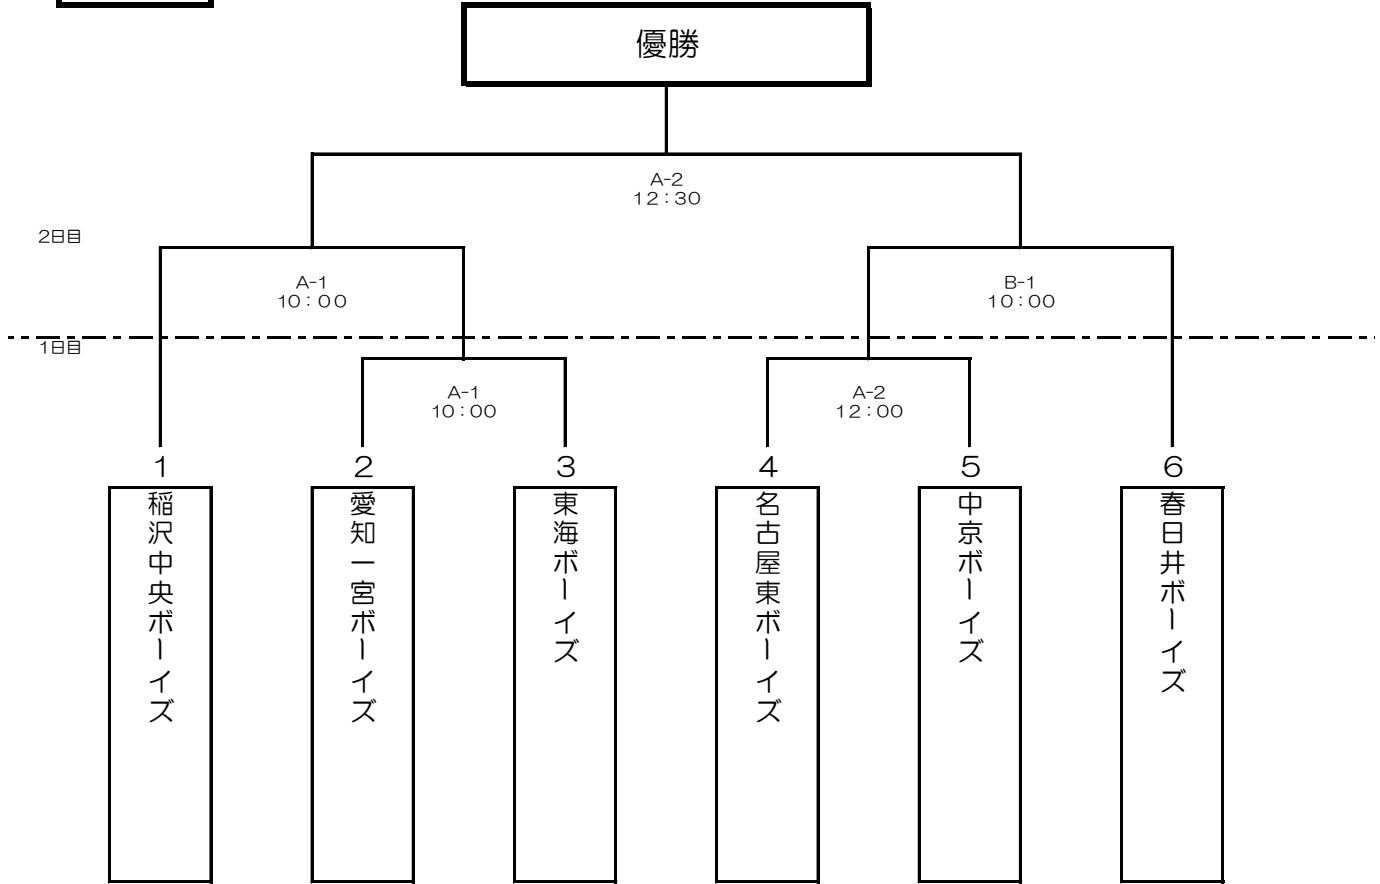 優勝
A-2
12：30
2日目
A-1
10：00
B-1
10：00
1日目
A-1
10：00
A-2
12：00
1
2
3
4
5
6
稲沢中央ボーイズ
愛知一宮ボーイズ
東海ボーイズ
名古屋東ボーイズ
中京ボーイズ
春日井ボーイズ